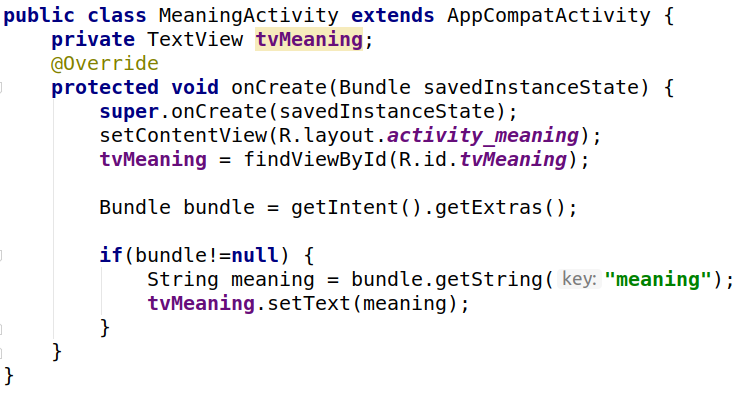 public class MeaningActivity extends AppCompatActivity {
    private TextView tvMeaning;
    @Override
    protected void onCreate(Bundle savedInstanceState) {
        super.onCreate(savedInstanceState);
        setContentView(R.layout.activity_meaning);
        tvMeaning = findViewById(R.id.tvMeaning);

        Bundle bundle = getIntent().getExtras();

        if(bundle!=null) {
            String meaning = bundle.getString( key: "meaning");
            tvMeaning.setText(meaning);
        }
    }
}